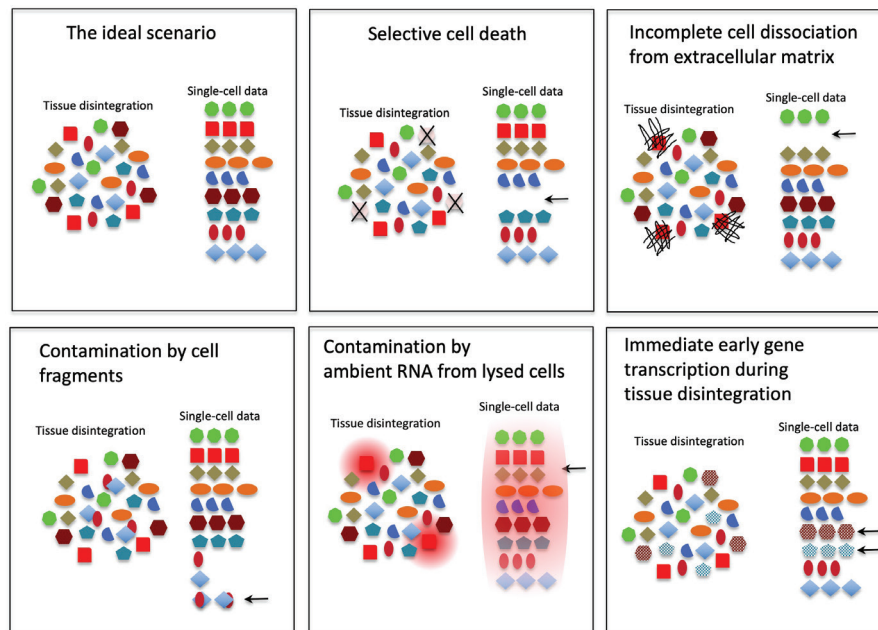 The ideal scenario
Tissue disintegration
Single-cell data
Selective cell death
Tissue disintegration
Single-cell data
Incomplete cell dissociation
from extracellular matrix
Tissue disintegration
Single-cell data
Contamination by cell
fragments
Tissue disintegration
Single-cell data
Contamination by
ambient RNA from lysed cells
Tissue disintegration
Single-cell data
Immediate early gene
transcription during
tissue disintegration
Tissue disintegration
Single-cell data